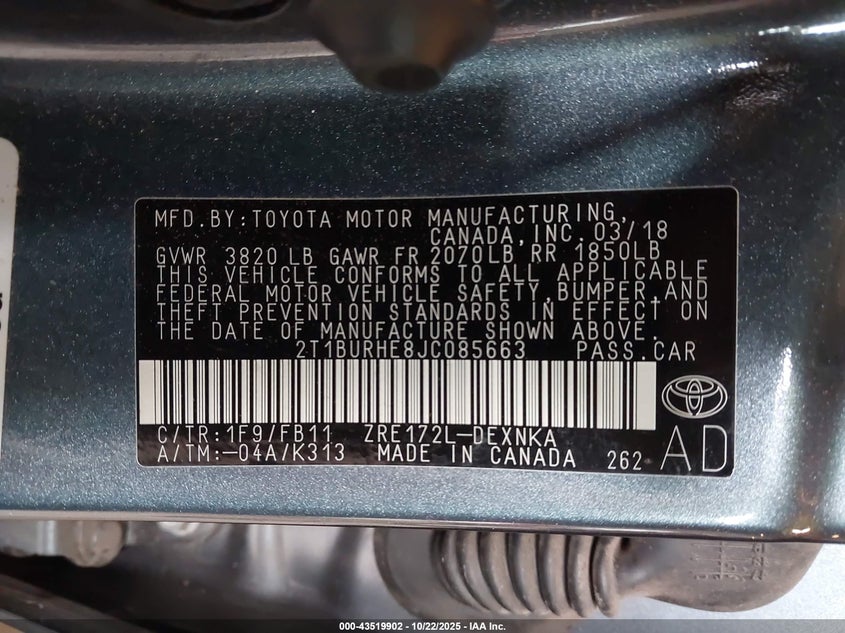 MFD.BY:TOYOTA MOTOR MANUFACTURING,
CANADA,INC. 03/18
GVWR 3820 LB GAWR FR 2070LB RR 1850LB
THIS VEHICLE CONFORMS TO ALL APPLICABLE
FEDERAL MOTOR VEHICLE SAFETY,BUMPER,AND
THEFT PREVENTION STANDARDS IN EFFECT ON
THE DATE OF MANUFACTURE SHOWN ABOVE.
2T1BURHE8JC085663 PASS.CAR
C/TR:1F9/FB11 ZRE172L-DEXNKA
A/TM:-04A/K313 MADE IN CANADA 262 AD
000-43519902 - 10/22/2025 - IAA Inc.